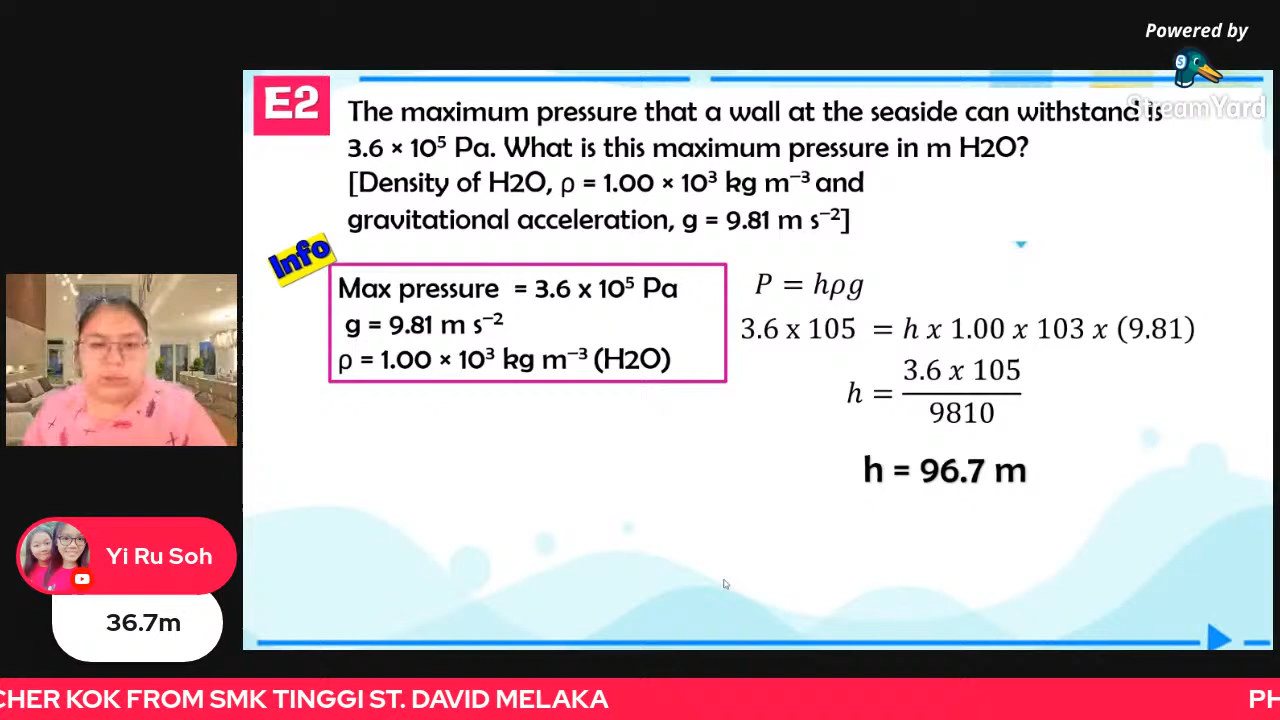 Powered by
StreamYard
E2
The maximum pressure that a wall at the seaside can withstand is
3.6 × 10⁵ Pa. What is this maximum pressure in m H2O?
[Density of H2O, ρ = 1.00 × 10³ kg m⁻³ and
gravitational acceleration, g = 9.81 m s⁻²]
Info
Max pressure = 3.6 x 10⁵ Pa
g = 9.81 m s⁻²
ρ = 1.00 × 10³ kg m⁻³ (H2O)
P = hρg
3.6 x 105 = h x 1.00 x 103 x (9.81)
h = 3.6 x 105
9810
h = 96.7 m
Yi Ru Soh
36.7m
CHER KOK FROM SMK TINGGI ST. DAVID MELAKA
PH